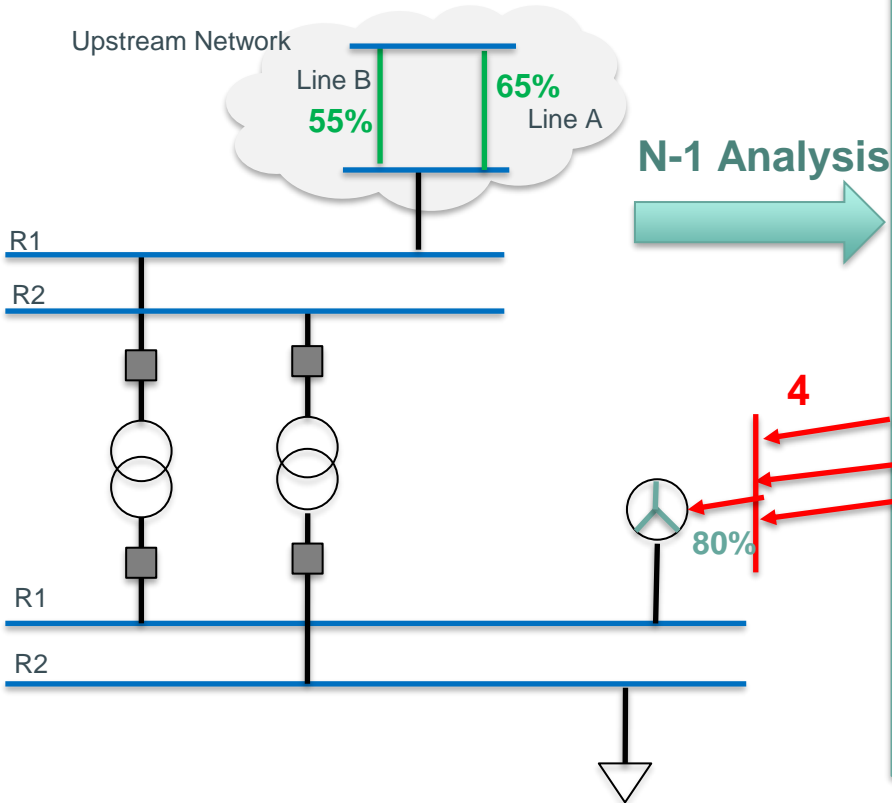 Upstream Network
Line B
55%
65%
Line A
N-1 Analysis
R1
R2
4
80%
R1
R2